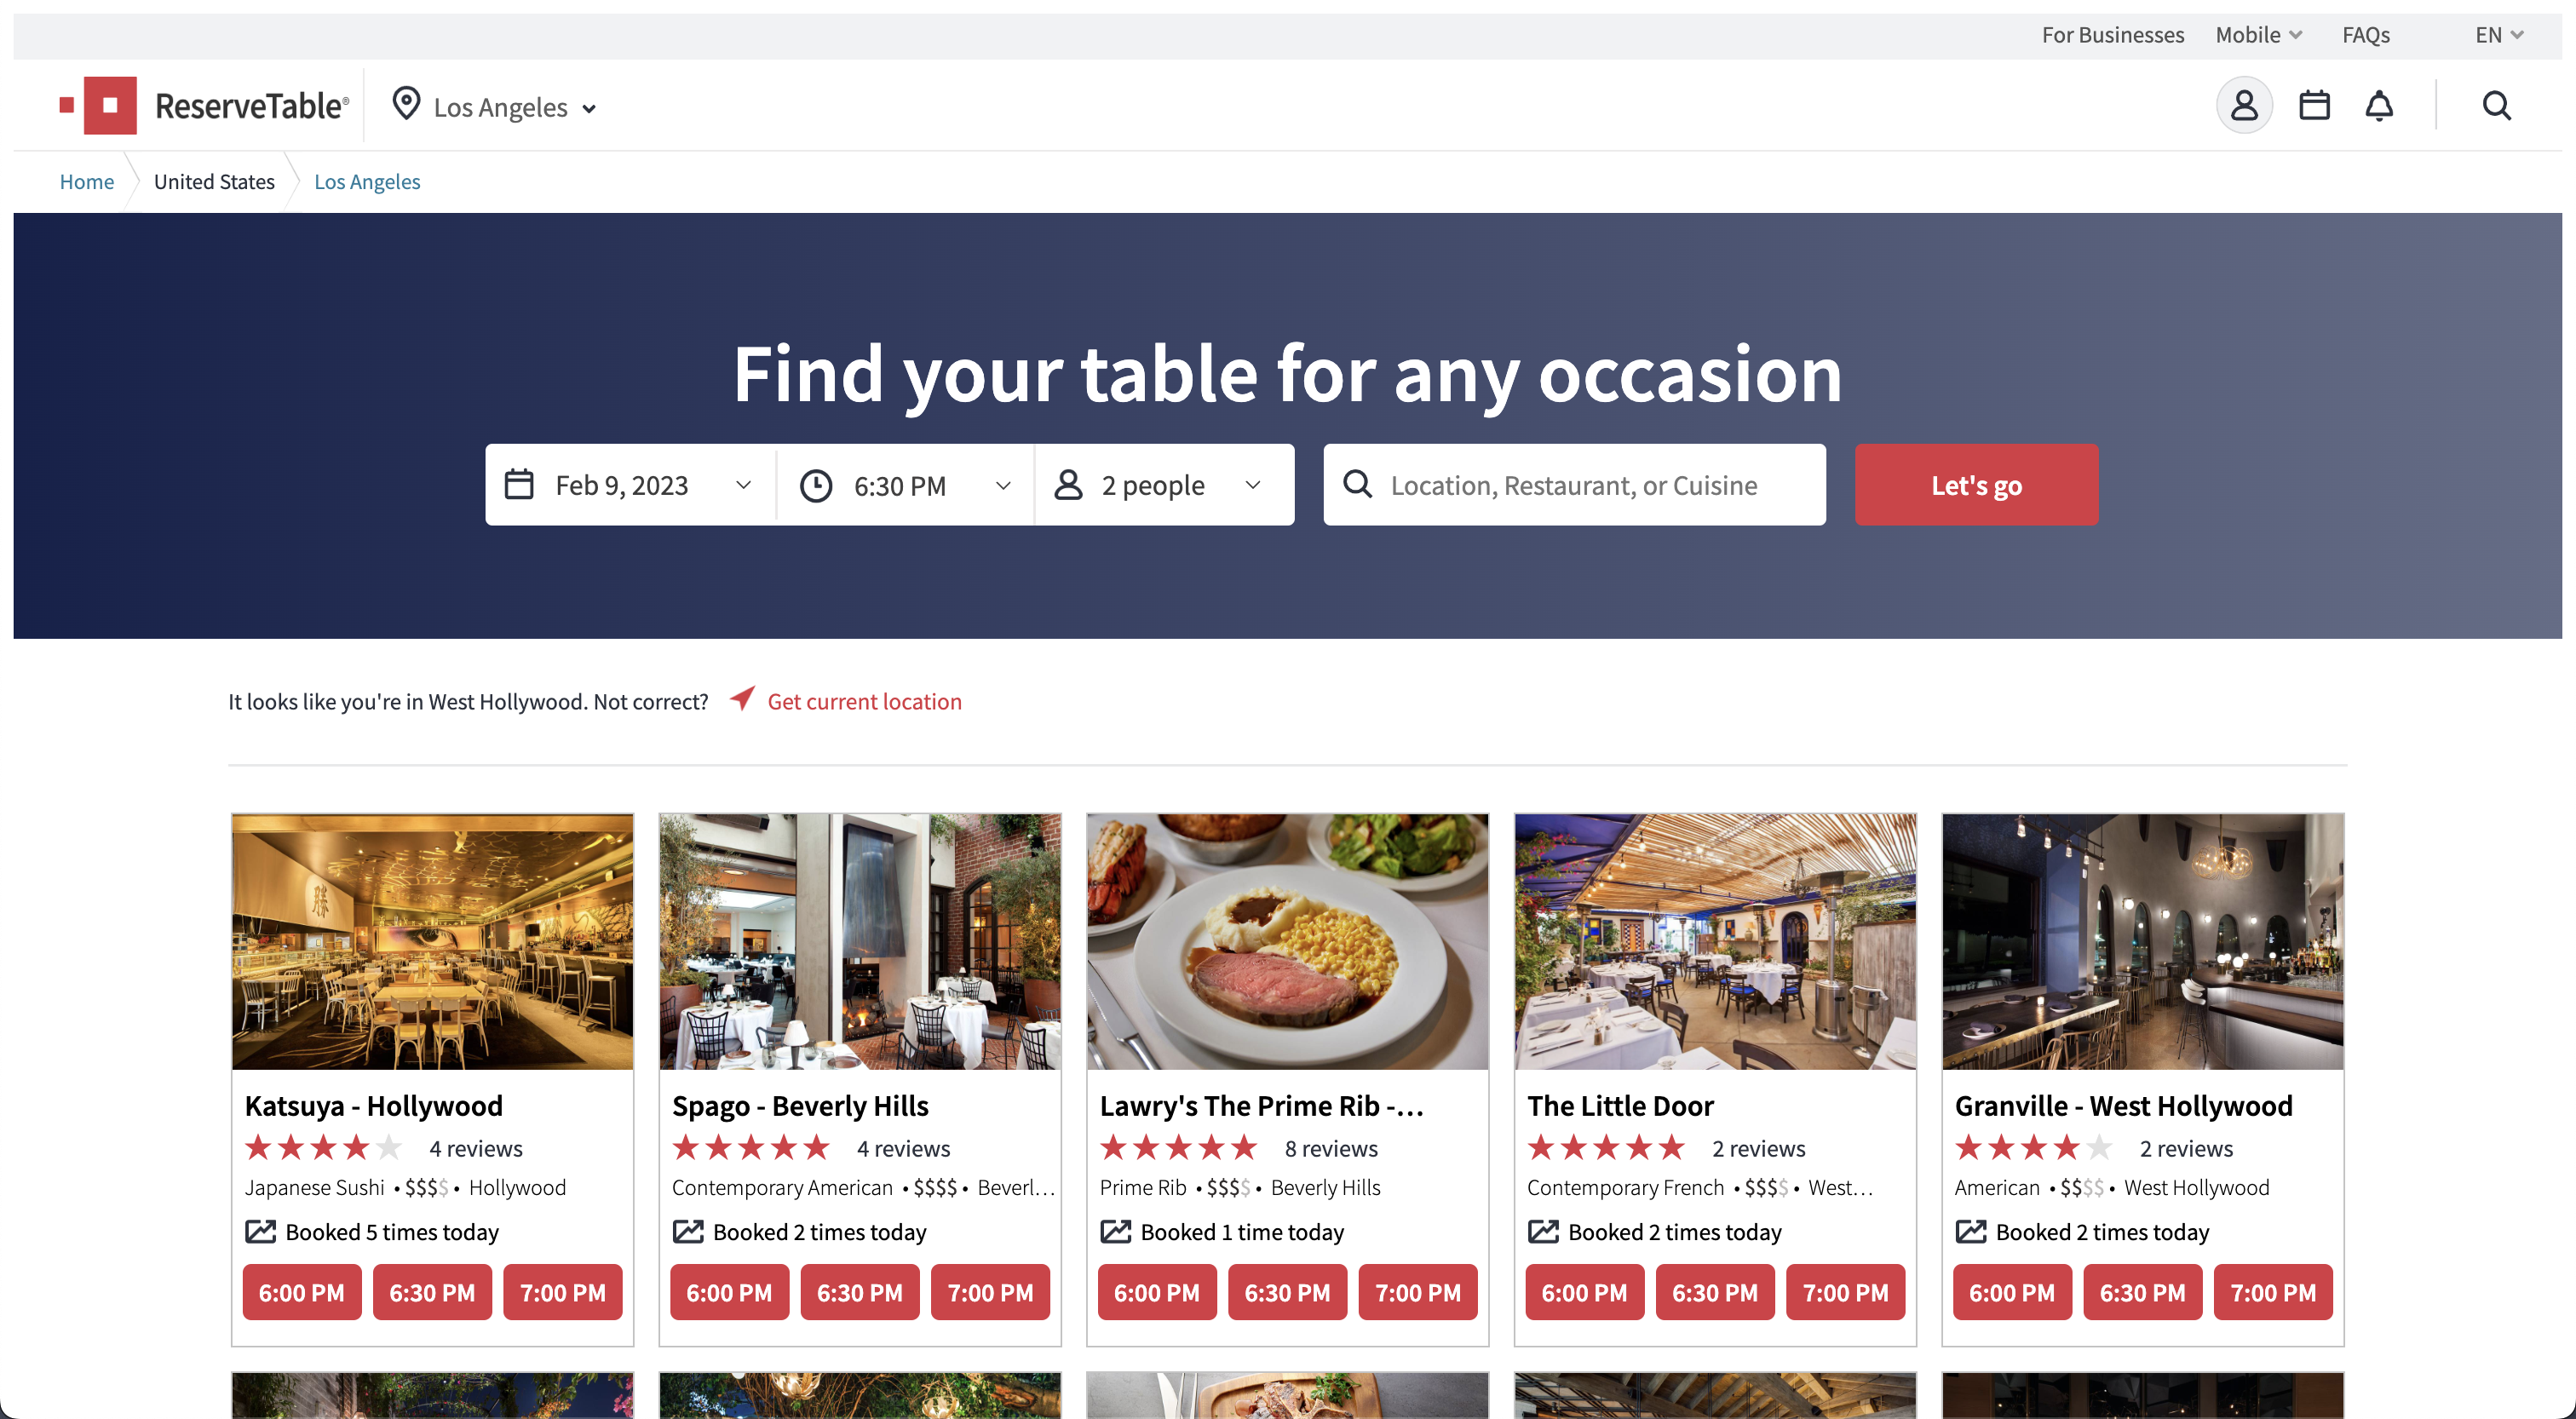 For Businesses Mobile FAQs EN
ReserveTable® Los Angeles
Home United States Los Angeles
Find your table for any occasion
Feb 9, 2023 6:30 PM 2 people Location, Restaurant, or Cuisine Let's go
It looks like you're in West Hollywood. Not correct? Get current location
勝
Katsuya - Hollywood
4 reviews
Japanese Sushi • $$$$ • Hollywood
Booked 5 times today
6:00 PM 6:30 PM 7:00 PM
Spago - Beverly Hills
4 reviews
Contemporary American • $$$$ • Beverl...
Booked 2 times today
6:00 PM 6:30 PM 7:00 PM
Lawry's The Prime Rib -...
8 reviews
Prime Rib • $$$$ • Beverly Hills
Booked 1 time today
6:00 PM 6:30 PM 7:00 PM
The Little Door
2 reviews
Contemporary French • $$$$ • West...
Booked 2 times today
6:00 PM 6:30 PM 7:00 PM
Granville - West Hollywood
2 reviews
American • $$$$ • West Hollywood
Booked 2 times today
6:00 PM 6:30 PM 7:00 PM